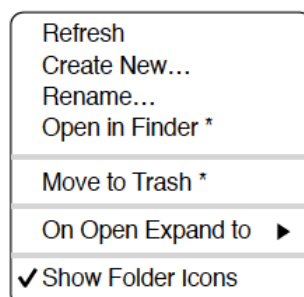 Refresh
Create New...
Rename...
Open in Finder *
Move to Trash *
On Open Expand to ▶
✓ Show Folder Icons